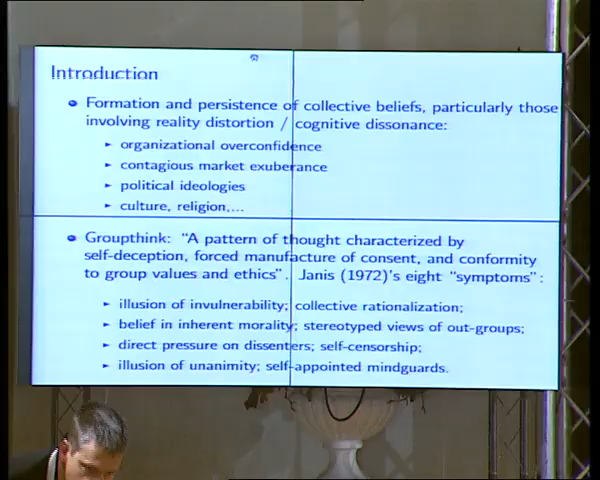 Introduction
Formation and persistence of collective beliefs, particularly those
involving reality distortion / cognitive dissonance:
organizational overconfidence
contagious market exuberance
political ideologies
culture, religion,...
Groupthink: "A pattern of thought characterized by
self-deception, forced manufacture of consent, and conformity
to group values and ethics". Janis (1972)'s eight "symptoms":
illusion of invulnerability; collective rationalization;
belief in inherent morality; stereotyped views of out-groups;
direct pressure on dissenters; self-censorship;
illusion of unanimity; self-appointed mindguards.